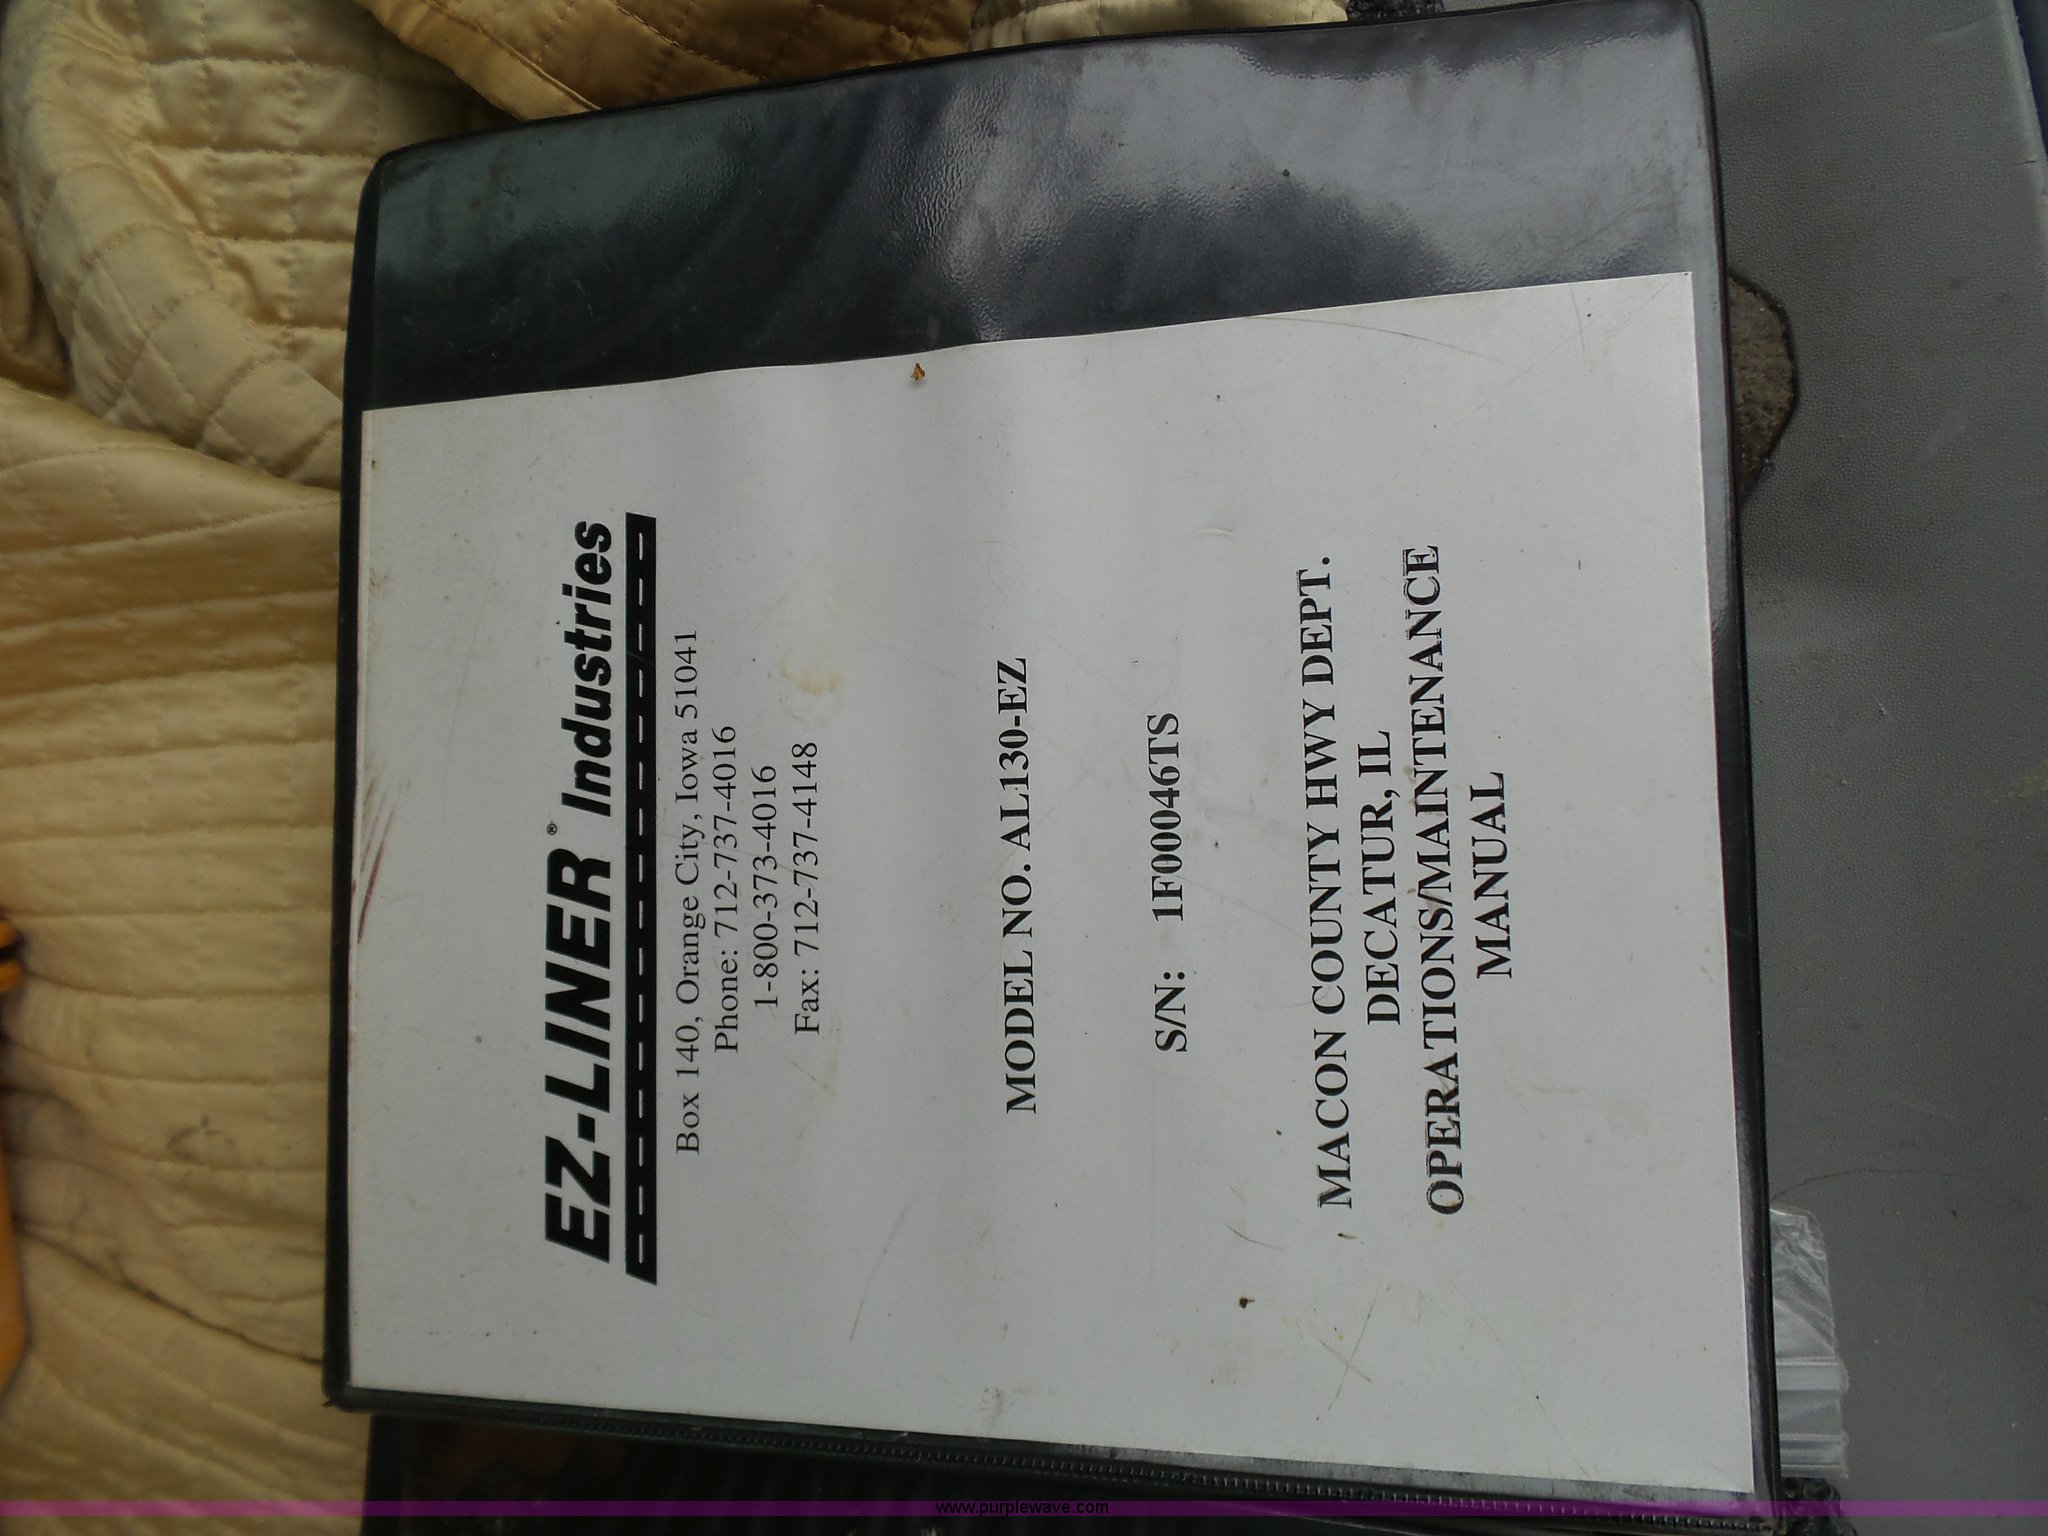 EZ-LINER® Industries
Box 140, Orange City, Iowa 51041
Phone: 712-737-4016
1-800-373-4016
Fax: 712-737-4148
MODEL NO. AL130-EZ
S/N: 1F00046TS
MACON COUNTY HWY DEPT.
DECATUR, IL
OPERATIONS/MAINTENANCE
MANUAL
www.purplewave.com